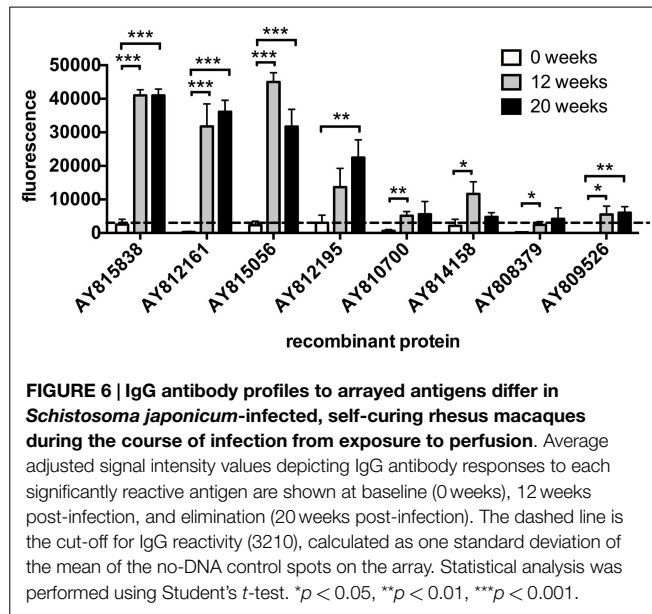 *** *** *** ** ** * * **
*** *** *** *
50000
40000
30000
20000
10000
0
fluorescence
0 weeks
12 weeks
20 weeks
AY815838 AY812161 AY815056 AY812195 AY810700 AY814158 AY808379 AY809526
recombinant protein
FIGURE 6 | IgG antibody profiles to arrayed antigens differ in
Schistosoma japonicum-infected, self-curing rhesus macaques
during the course of infection from exposure to perfusion. Average
adjusted signal intensity values depicting IgG antibody responses to each
significantly reactive antigen are shown at baseline (0 weeks), 12 weeks
post-infection, and elimination (20 weeks post-infection). The dashed line is
the cut-off for IgG reactivity (3210), calculated as one standard deviation of
the mean of the no-DNA control spots on the array. Statistical analysis was
performed using Student's t-test. *p < 0.05, **p < 0.01, ***p < 0.001.